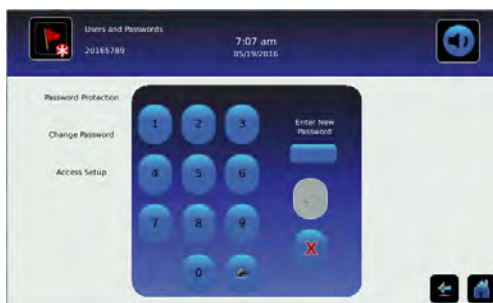 Users and Passwords
20165789
7:07 am
05/19/2016
Password Protection
Change Password
Access Setup
1 2 3
4 5 6
7 8 9
0
Enter New
Password
X